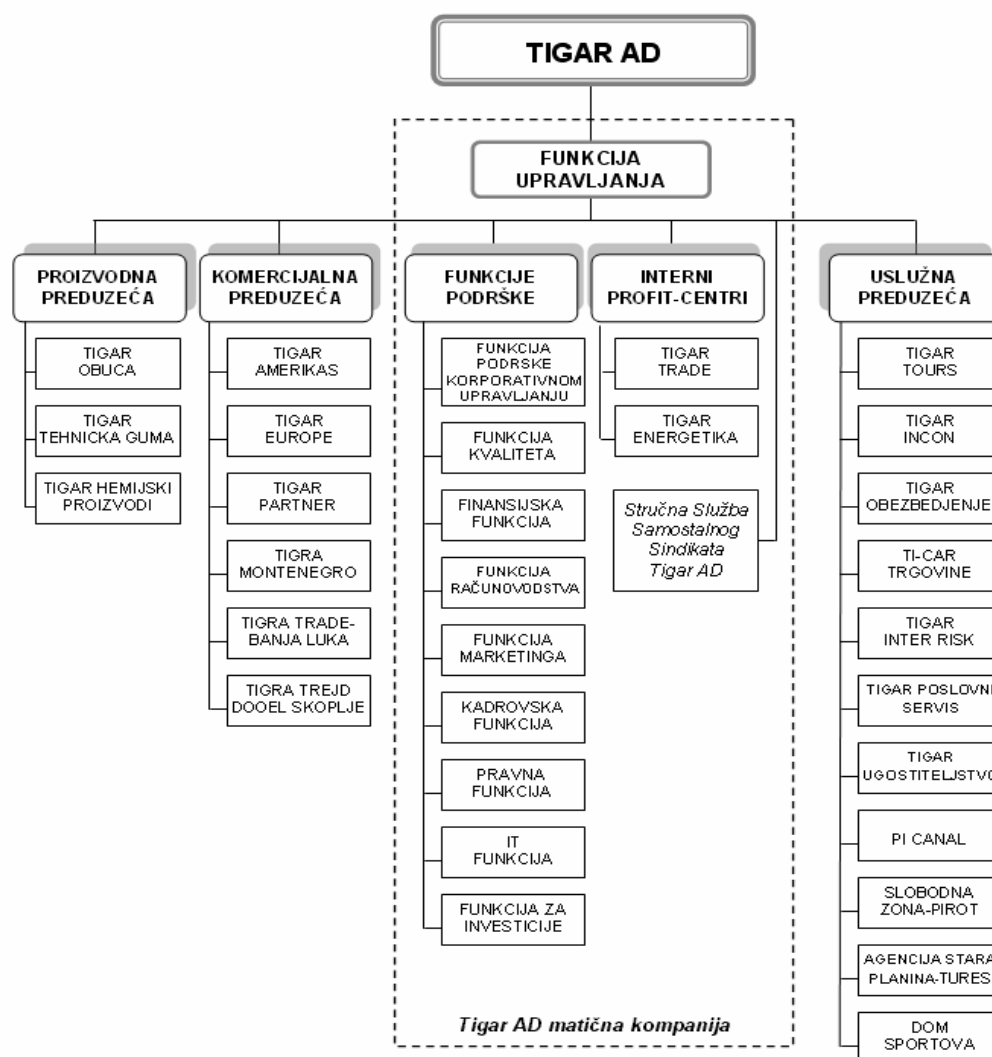 TIGAR AD
FUNKCIJA
UPRAVLJANJA
PROIZVODNA
PREDUZEĆA
TIGAR
OBUCA
TIGAR
TEHNICKA GUMA
TIGAR HEMIJSKI
PROIZVODI
KOMERCIJALNA
PREDUZEĆA
TIGAR
AMERIKAS
TIGAR
EUROPE
TIGAR
PARTNER
TIGRA
MONTENEGRO
TIGRA TRADE-
BANJA LUKA
TIGRA TREJD
DOOEL SKOPLJE
FUNKCIJE
PODRŠKE
FUNKCIJA
PODRSKE
KORPORATIVNOM
UPRAVLJANJU
FUNKCIJA
KVALITETA
FINANSIJSKA
FUNKCIJA
FUNKCIJA
RAČUNOVODSTVA
FUNKCIJA
MARKETINGA
KADROVSKA
FUNKCIJA
PRAVNA
FUNKCIJA
IT
FUNKCIJA
FUNKCIJA ZA
INVESTICIJE
INTERNI
PROFIT-CENTRI
TIGAR
TRADE
TIGAR
ENERGETIKA
Stručna Služba
Samostalnog
Sindikata
Tigar AD
USLUŽNA
PREDUZEĆA
TIGAR
TOURS
TIGAR
INCON
TIGAR
OBEZBEDJENJE
TI-CAR
TRGOVINE
TIGAR
INTER RISK
TIGAR POSLOVNI
SERVIS
TIGAR
UGOSTITELJSTVO
PI CANAL
SLOBODNA
ZONA-PIROT
AGENCIJA STARA
PLANINA-TURES
DOM
SPORTOVA
Tigar AD matična kompanija